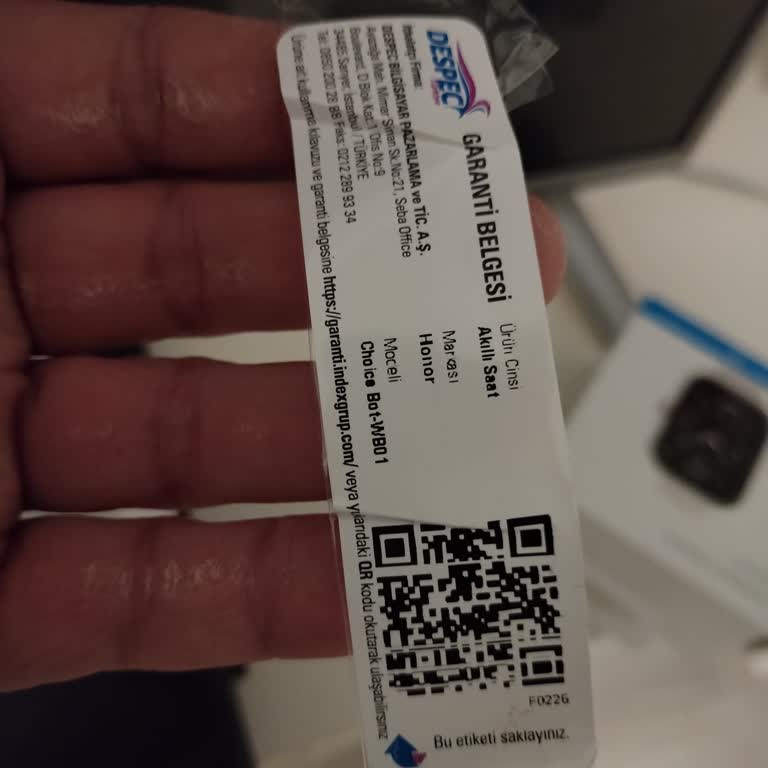 DESPEC
GARANTİ BELGESİ
İthalatçı Firma:
DESPEC BİLGİSAYAR PAZARLAMA ve TİC. A.Ş.
Ayazağa Mah. Mimar Sinan Sk.No:21, Seba Office
Boulevard, D Blok Kat:1 Ofis No:9
34485 Sarıyer, İstanbul / TÜRKİYE
Tel: 0850 200 28 88 Faks: 0212 289 93 34
Ürüne ait kullanma kılavuzu ve garanti belgesine https://garanti.indexgrup.com/ veya yukarıdaki QR kodu okutarak ulaşabilirsiniz
Ürün Cinsi
Akıllı Saat
Markası
Honor
Modeli
Choice Bot-WB01
F0226
Bu etiketi saklayınız.